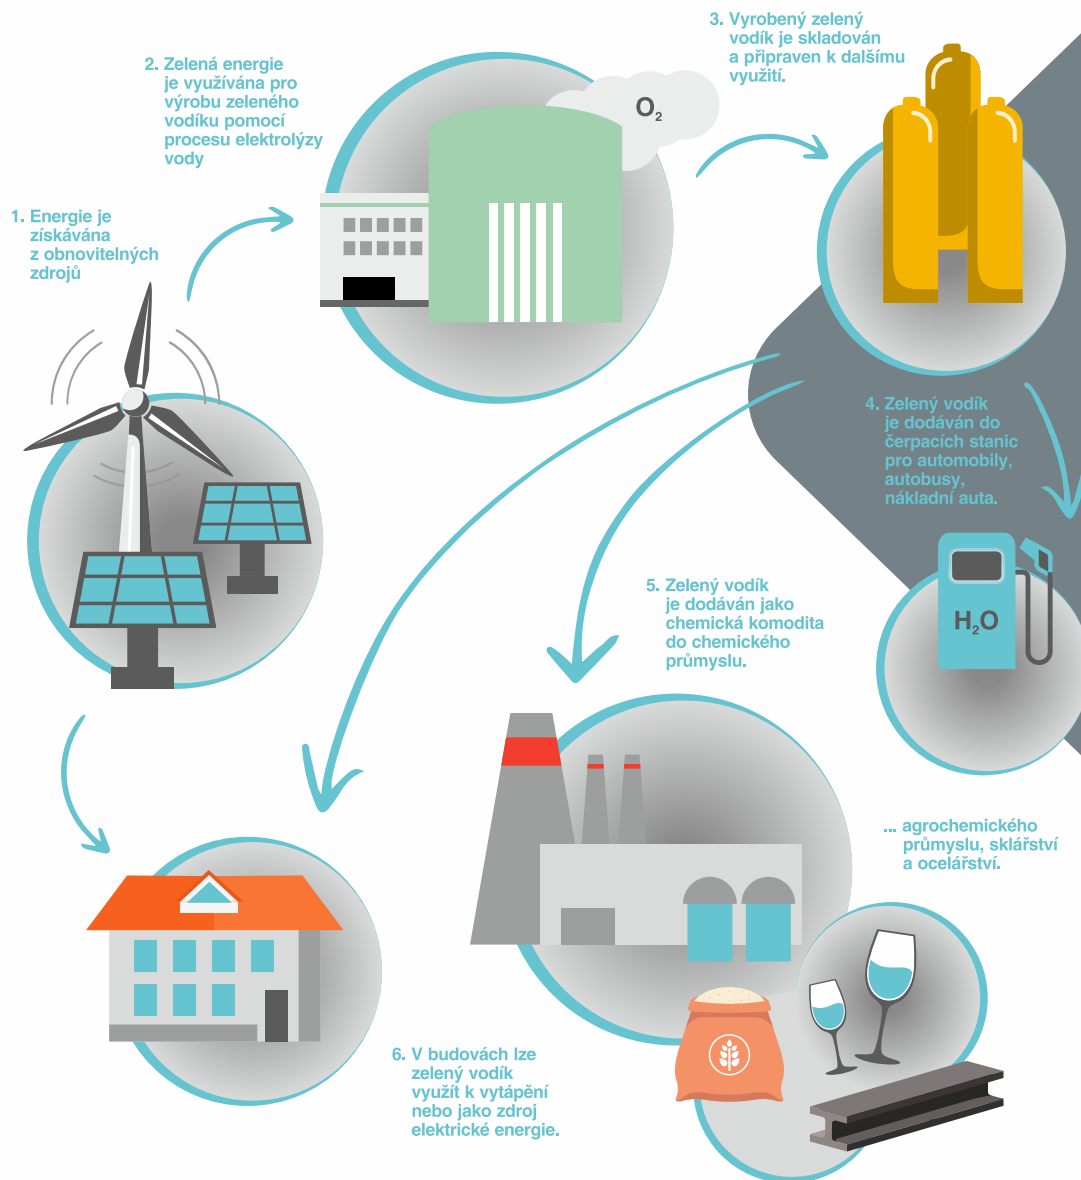 1. Energie je
získávána
z obnovitelných
zdrojů
2. Zelená energie
je využívána pro
výrobu zeleného
vodíku pomocí
procesu elektrolýzy
vody
O₂
3. Vyrobený zelený
vodík je skladován
a připraven k dalšímu
využití.
4. Zelený vodík
je dodáván do
čerpacích stanic
pro automobily,
autobusy,
nákladní auta.
H₂O
5. Zelený vodík
je dodáván jako
chemická komodita
do chemického
průmyslu.
... agrochemického
průmyslu, sklářství
a ocelářství.
6. V budovách lze
zelený vodík
využít k vytápění
nebo jako zdroj
elektrické energie.